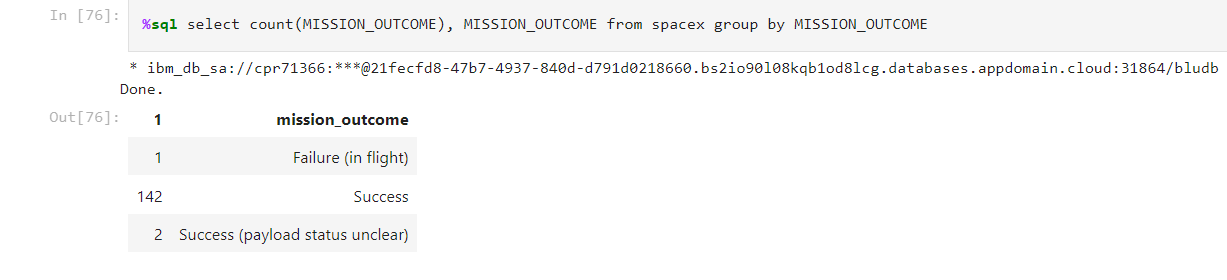 In [76]: %sql select count(MISSION_OUTCOME), MISSION_OUTCOME from spacex group by MISSION_OUTCOME
* ibm_db_sa://cpr71366:***@21fecfd8-47b7-4937-840d-d791d0218660.bs2io90l08kqb1od8lcg.databases.appdomain.cloud:31864/bludb
Done.
Out[76]: 1 mission_outcome
1 Failure (in flight)
142 Success
2 Success (payload status unclear)